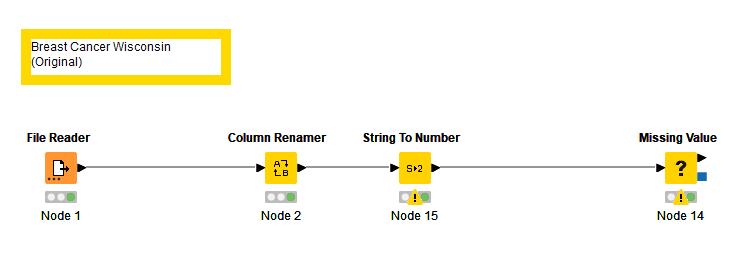 Breast Cancer Wisconsin
(Original)
File Reader
Column Renamer
String To Number
Missing Value
A
B
S 2
?
!
!
Node 1
Node 2
Node 15
Node 14